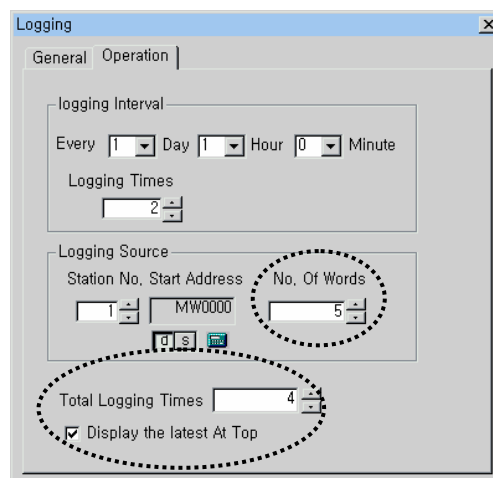 Logging
General Operation
logging Interval
Every 1 Day 1 Hour 0 Minute
Logging Times
2
Logging Source
Station No, Start Address No, Of Words
1 MW0000 5
d s
Total Logging Times 4
Display the latest At Top